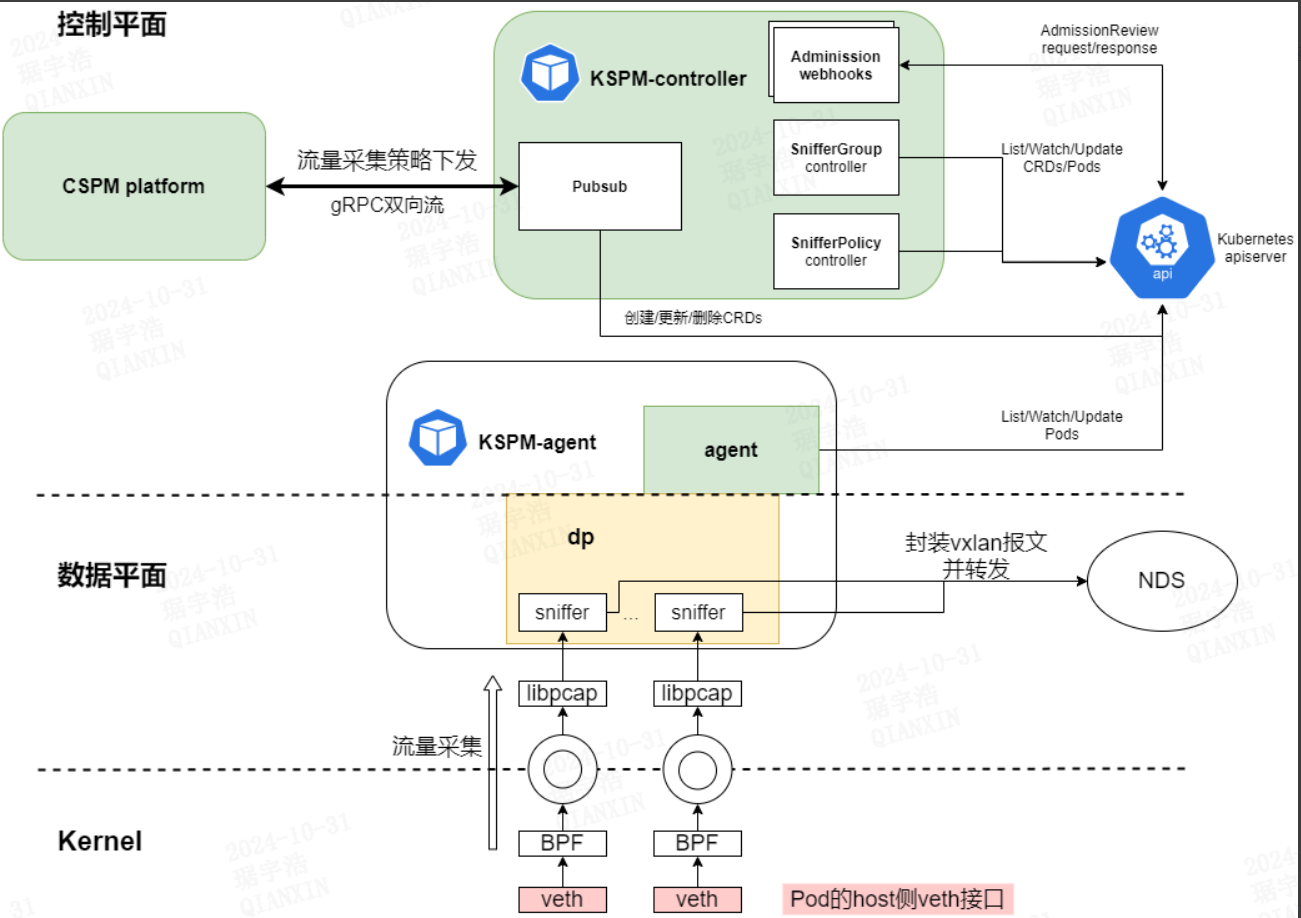 控制平面
KSPM-controller
Adminission
webhooks
AdmissionReview
request/response
CSPM platform
流量采集策略下发
gRPC双向流
Pubsub
SnifferGroup
controller
List/Watch/Update
CRDs/Pods
SnifferPolicy
controller
api
Kubernetes
apiserver
创建/更新/删除CRDs
KSPM-agent
agent
List/Watch/Update
Pods
数据平面
dp
封装vxlan报文
并转发
NDS
sniffer
...
sniffer
libpcap
libpcap
流量采集
Kernel
BPF
BPF
veth
veth
Pod的host侧veth接口
2024-10-31
琚宇浩
QIANXIN